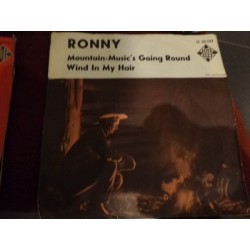 RONNY
Mountain-Music's Going Round
Wind In My Hair